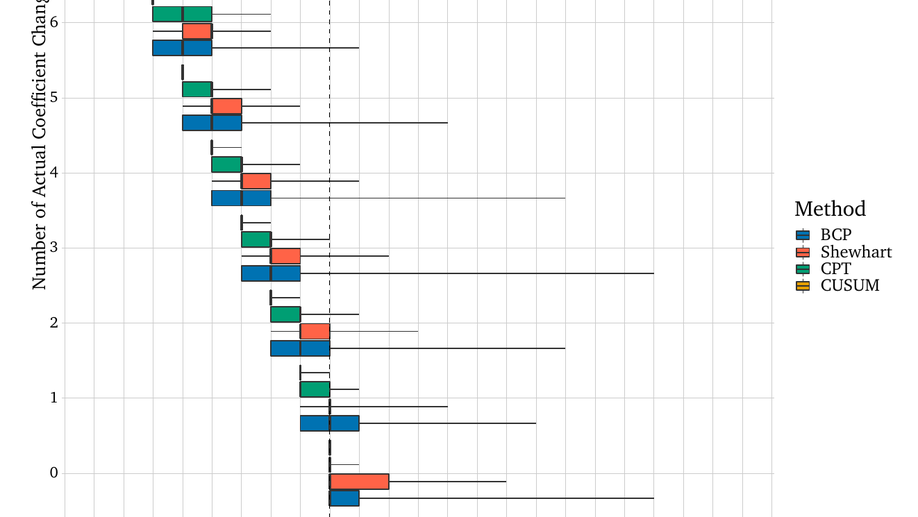 Number of Actual Coefficient Chang
6
5
4
3
2
1
0
Method
BCP
Shewhart
CPT
CUSUM